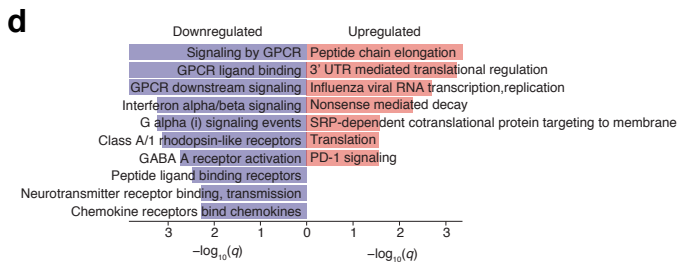 d
Downregulated Upregulated
Signaling by GPCR Peptide chain elongation
GPCR ligand binding 3′ UTR mediated translational regulation
GPCR downstream signaling Influenza viral RNA transcription,replication
Interferon alpha/beta signaling Nonsense mediated decay
G alpha (i) signaling events SRP-dependent cotranslational protein targeting to membrane
Class A/1 rhodopsin-like receptors Translation
GABA A receptor activation PD-1 signaling
Peptide ligand binding receptors
Neurotransmitter receptor binding, transmission
Chemokine receptors bind chemokines
3 2 1 0 1 2 3
−log₁₀(q) −log₁₀(q)